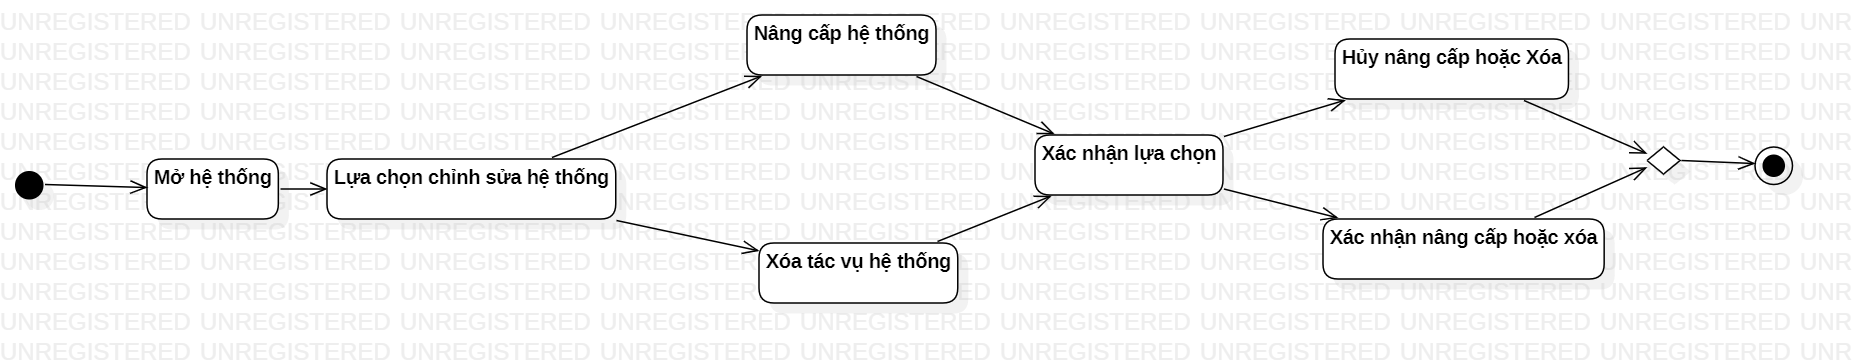 Mở hệ thống
Lựa chọn chỉnh sửa hệ thống
Nâng cấp hệ thống
Xóa tác vụ hệ thống
Xác nhận lựa chọn
Hủy nâng cấp hoặc Xóa
Xác nhận nâng cấp hoặc xóa
UNREGISTERED